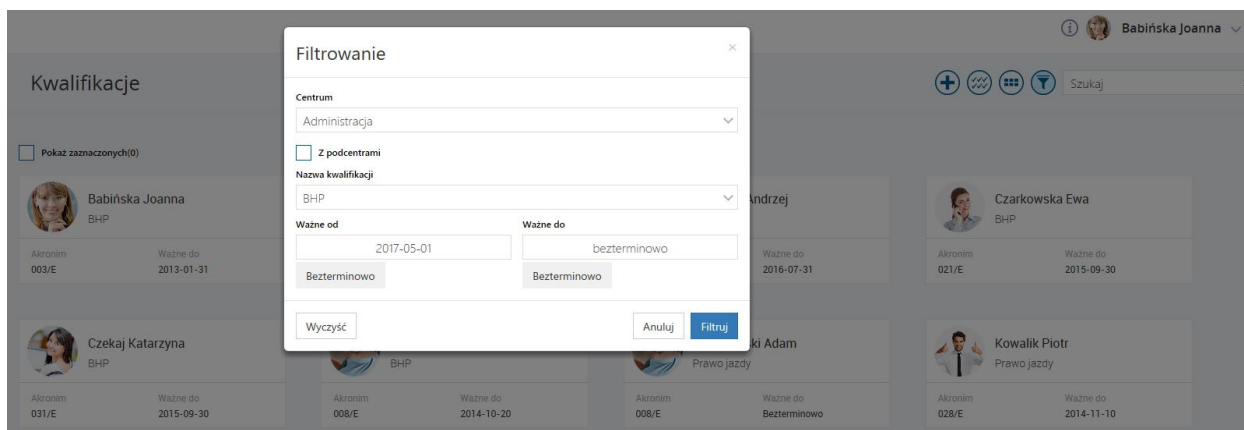 Babińska Joanna
Kwalifikacje
Szukaj
Filtrowanie
Centrum
Administracja
Z podcentrami
Nazwa kwalifikacji
BHP
Ważne od Ważne do
2017-05-01 bezterminowo
Bezterminowo Bezterminowo
Wyczyść Anuluj Filtruj
Pokaż zaznaczonych(0)
Babińska Joanna
BHP
Akronim Ważne do
003/E 2013-01-31
Andrzej
Ważne do
2016-07-31
Czarkowska Ewa
BHP
Akronim Ważne do
021/E 2015-09-30
Czekaj Katarzyna
BHP
Akronim Ważne do
031/E 2015-09-30
BHP
Akronim Ważne do
008/E 2014-10-20
ki Adam
Prawo jazdy
Akronim Ważne do
008/E Bezterminowo
Kowalik Piotr
Prawo jazdy
Akronim Ważne do
028/E 2014-11-10